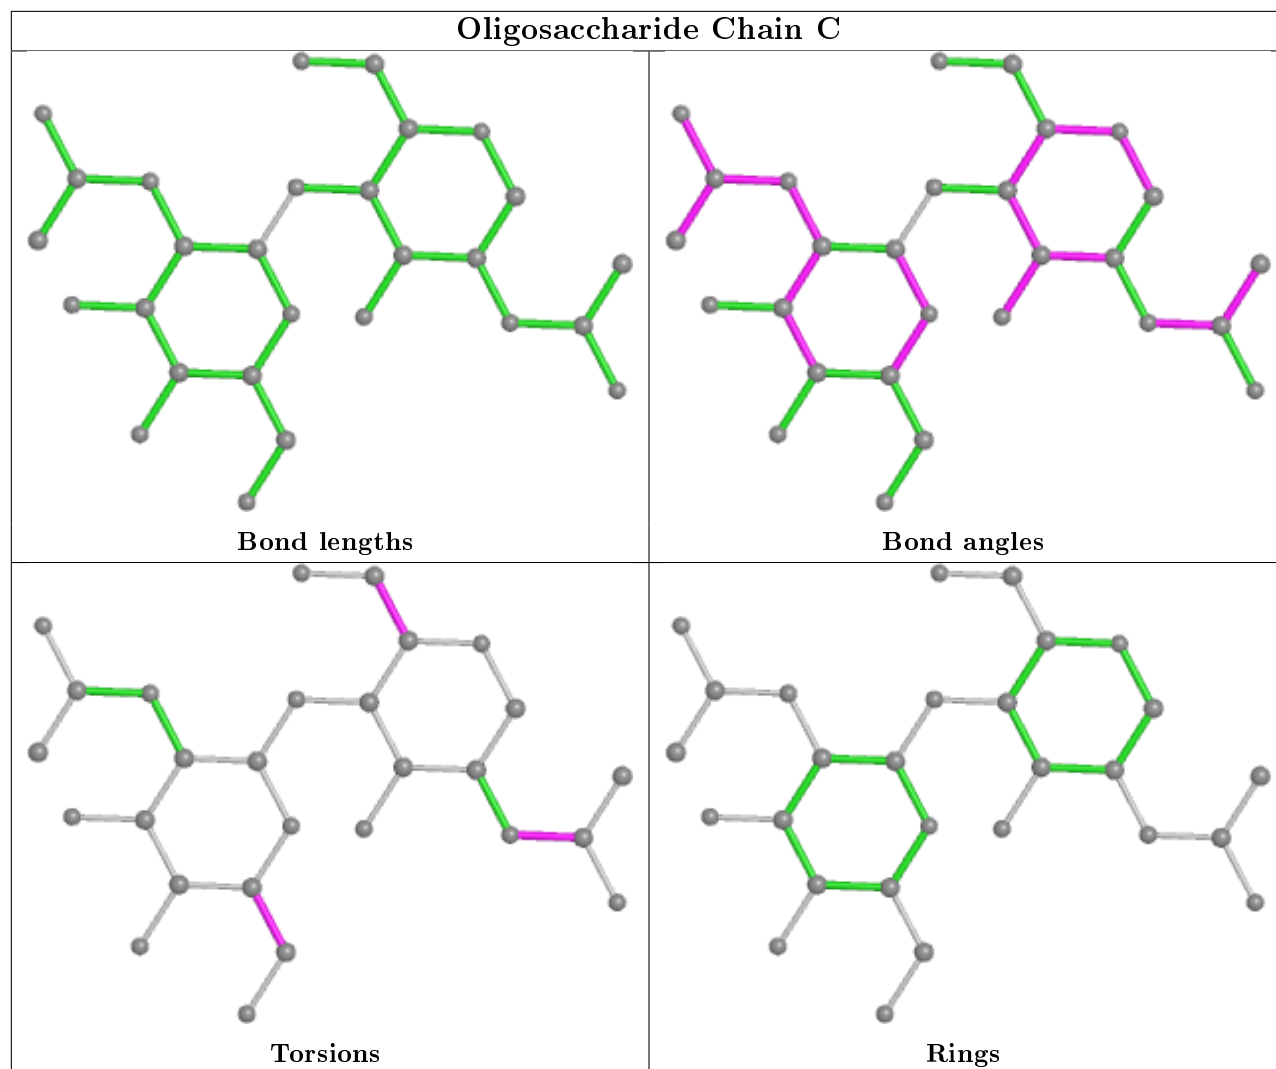 Oligosaccharide Chain C
Bond lengths
Bond angles
Torsions
Rings